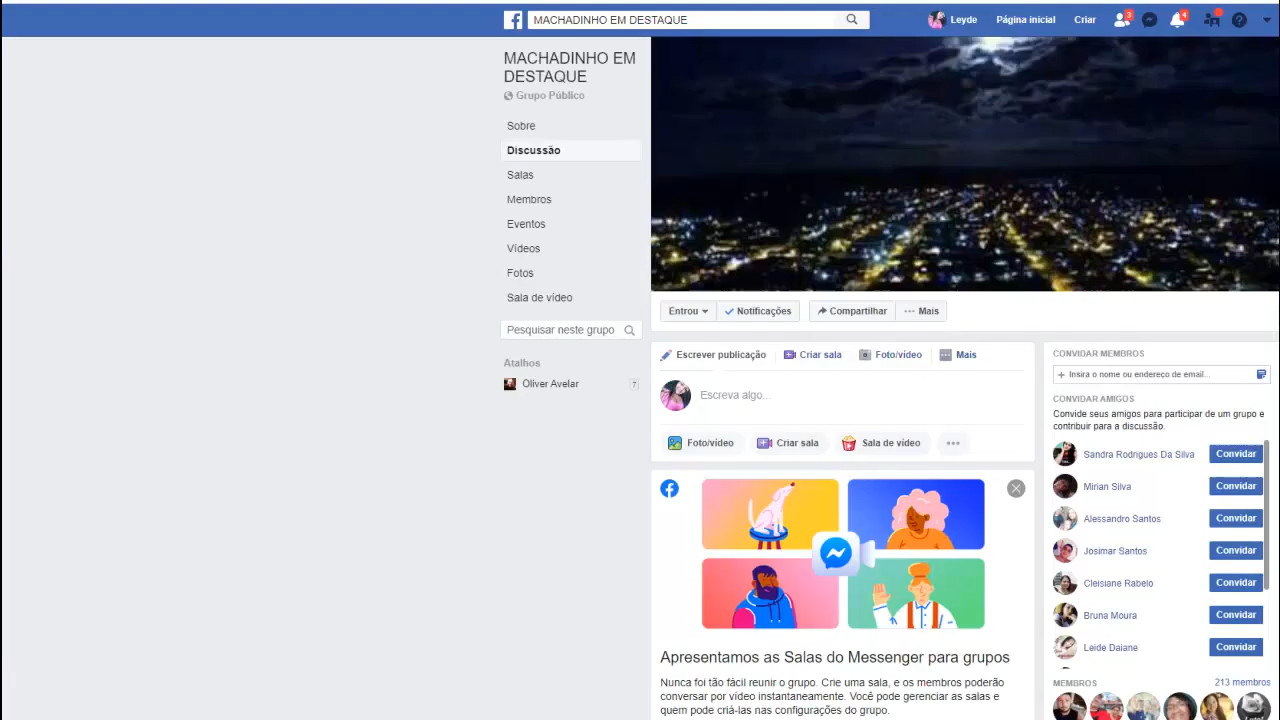 MACHADINHO EM DESTAQUE
Leyde
Página inicial
Criar
3
4
MACHADINHO EM
DESTAQUE
Grupo Público
Sobre
Discussão
Salas
Membros
Eventos
Vídeos
Fotos
Sala de vídeo
Pesquisar neste grupo
Atalhos
Oliver Avelar
7
Entrou
Notificações
Compartilhar
Mais
Escrever publicação
Criar sala
Foto/vídeo
Mais
Escreva algo...
Foto/vídeo
Criar sala
Sala de vídeo
Apresentamos as Salas do Messenger para grupos
Nunca foi tão fácil reunir o grupo. Crie uma sala, e os membros poderão
conversar por vídeo instantaneamente. Você pode gerenciar as salas e
quem pode criá-las nas configurações do grupo.
CONVIDAR MEMBROS
+ Insira o nome ou endereço de email...
CONVIDAR AMIGOS
Convide seus amigos para participar de um grupo e
contribuir para a discussão.
Sandra Rodrigues Da Silva
Convidar
Mirian Silva
Convidar
Alessandro Santos
Convidar
Josimar Santos
Convidar
Cleisiane Rabelo
Convidar
Bruna Moura
Convidar
Leide Daiane
Convidar
MEMBROS
213 membros